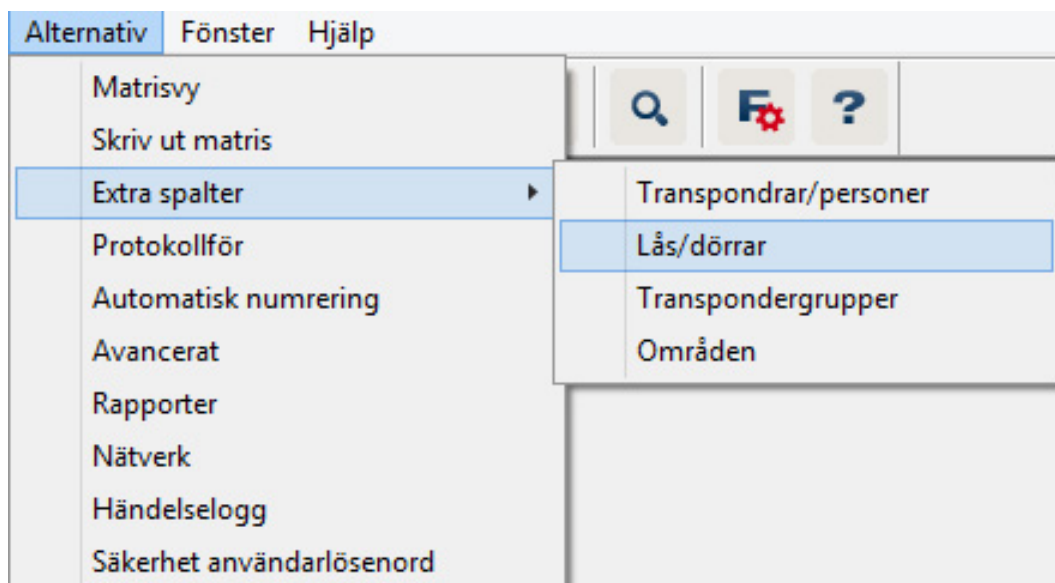 Alternativ Fönster Hjälp
Matrisvy
Skriv ut matris
Extra spalter
Protokollför
Automatisk numrering
Avancerat
Rapporter
Nätverk
Händelselogg
Säkerhet användarlösenord
F ?
Transpondrar/personer
Lås/dörrar
Transpondergrupper
Områden